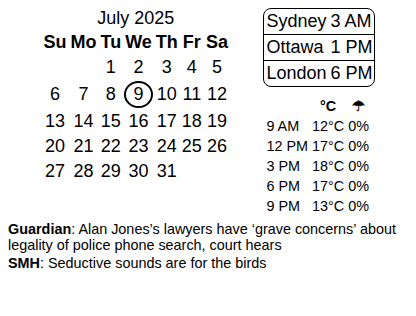 July 2025
Su Mo Tu We Th Fr Sa
1 2 3 4 5
6 7 8 9 10 11 12
13 14 15 16 17 18 19
20 21 22 23 24 25 26
27 28 29 30 31
Sydney 3 AM
Ottawa 1 PM
London 6 PM
°C ☂
9 AM 12°C 0%
12 PM 17°C 0%
3 PM 18°C 0%
6 PM 17°C 0%
9 PM 13°C 0%
Guardian: Alan Jones’s lawyers have ‘grave concerns’ about
legality of police phone search, court hears
SMH: Seductive sounds are for the birds